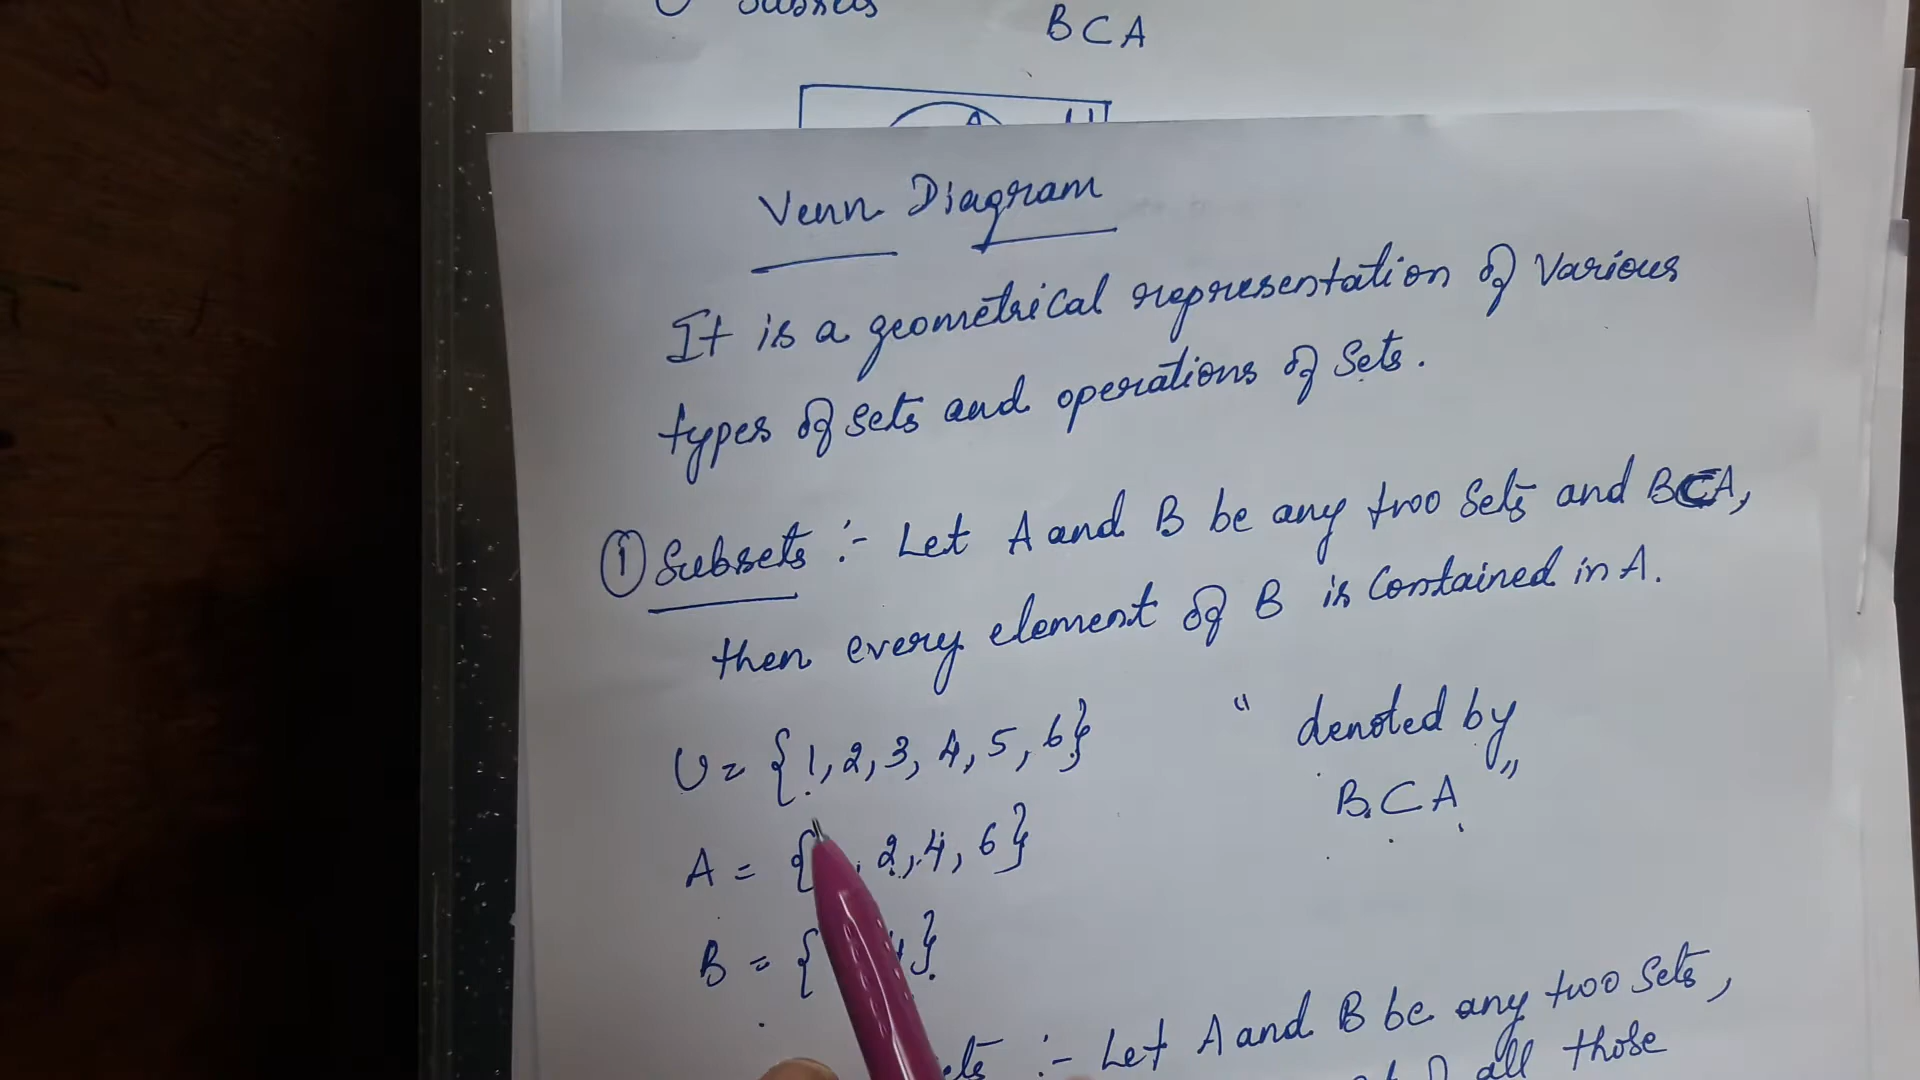 Subsets
B⊂A
A U
Venn Diagram
It is a geometrical representation of Various
types of Sets and operations of Sets.
① Subsets :- Let A and B be any two Sets and B⊂A,
then every element of B is Contained in A.
U = {1, 2, 3, 4, 5, 6} " denoted by
B⊂A "
A = { , 2, 4, 6}
B = { }
:- Let A and B be any two Sets,
all those